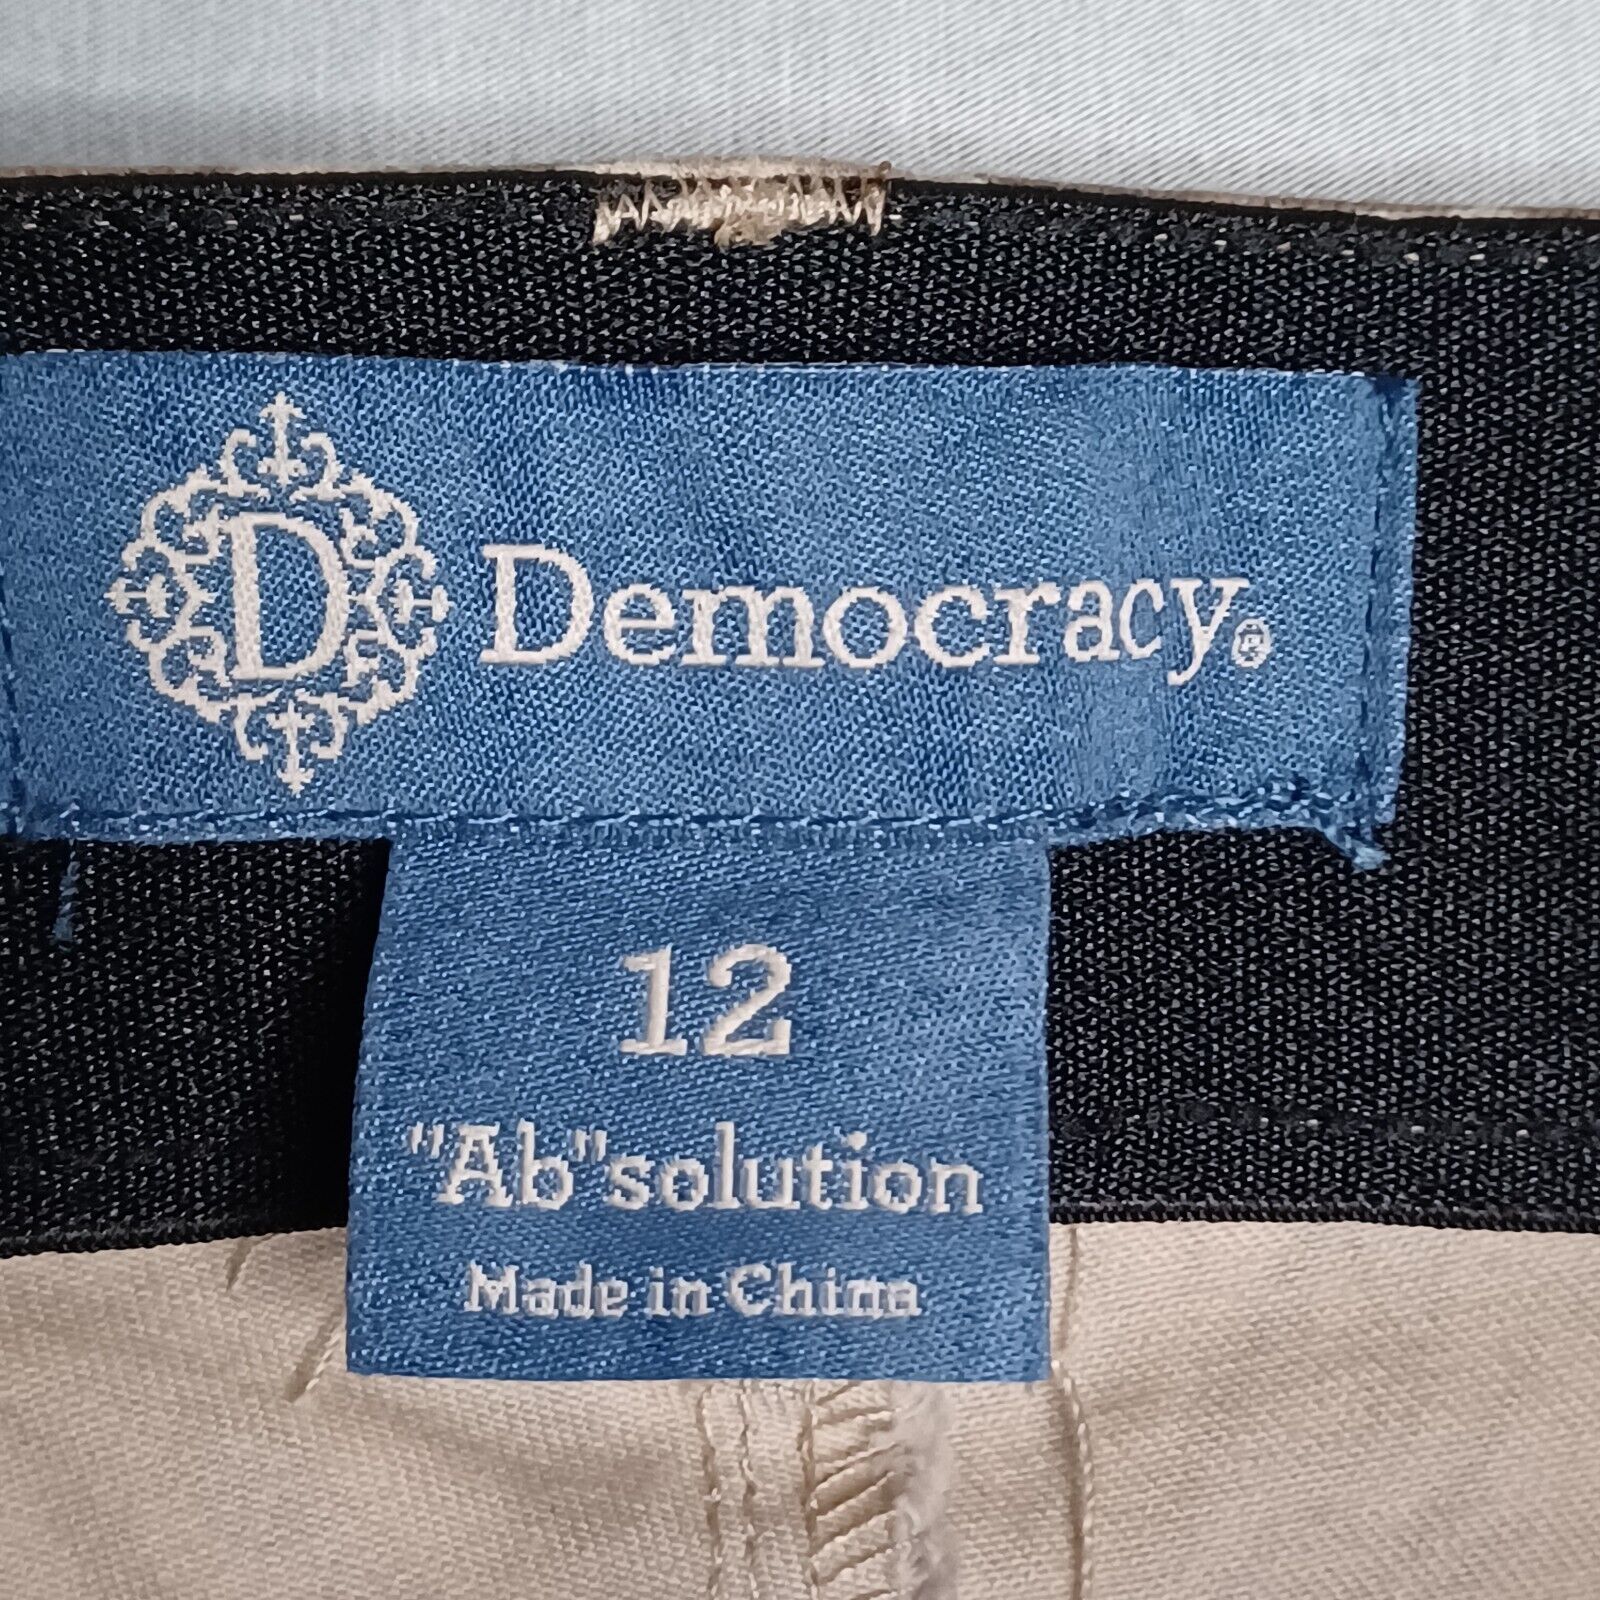 D Democracy®
12
"Ab"solution
Made in China